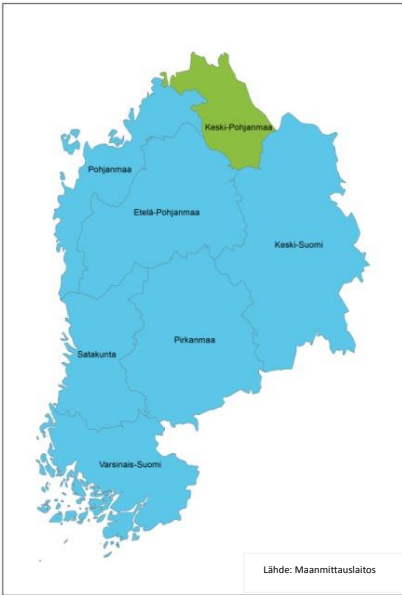 Keski-Pohjanmaa
Pohjanmaa
Etelä-Pohjanmaa
Keski-Suomi
Pirkanmaa
Satakunta
Varsinais-Suomi
Lähde: Maanmittauslaitos